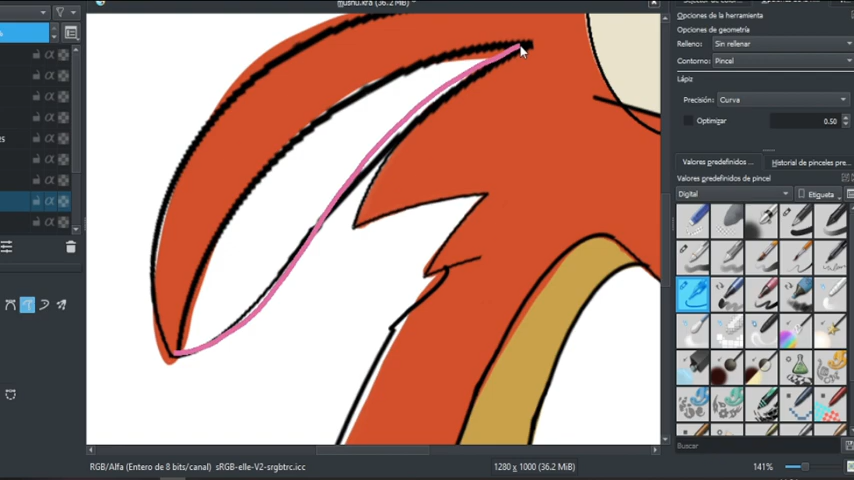 mushu.kra (36.2 MiB) *
Opciones de la herramienta
Opciones de geometría
Relleno: Sin rellenar
Contorno: Pincel
Lápiz
Precisión: Curva
Optimizar 0.50
Valores predefinidos ... Historial de pinceles pre...
Valores predefinidos de pincel
Digital Etiqueta
Buscar
RGB/Alfa (Entero de 8 bits/canal) sRGB-elle-V2-srgbtrc.icc 1280 x 1000 (36.2 MiB) 141%